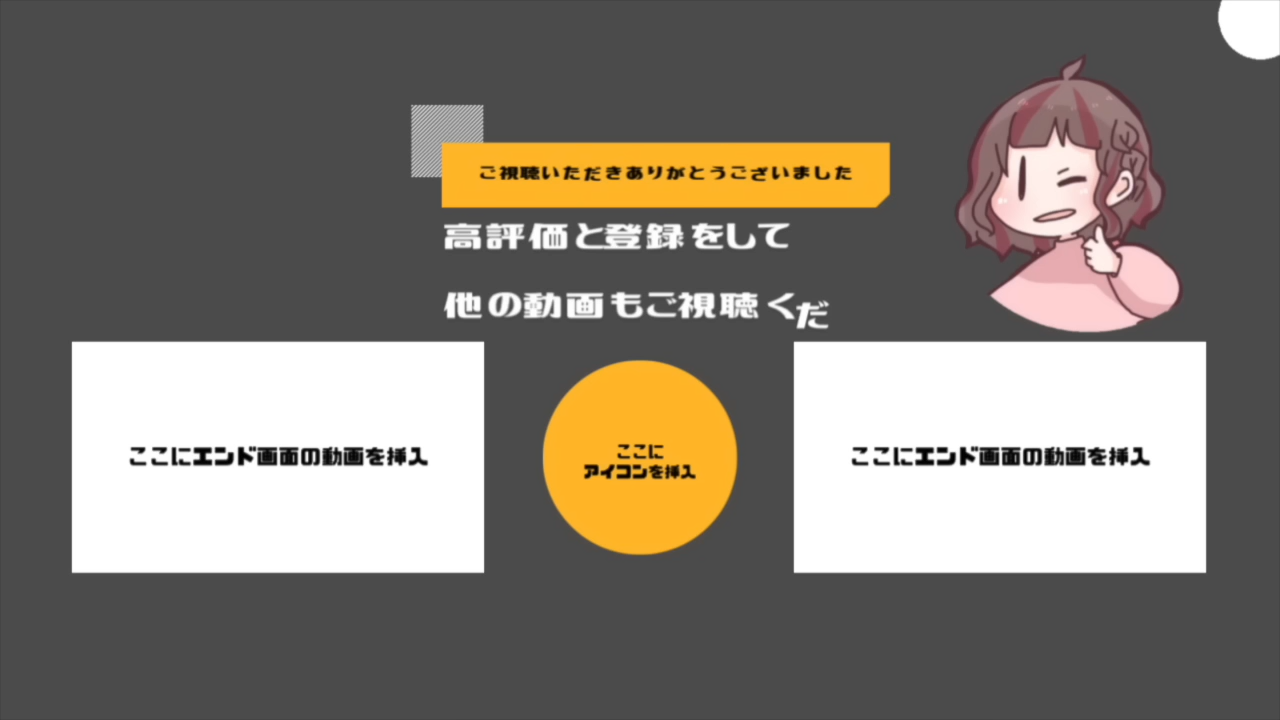 ご視聴いただきありがとうございました
高評価と登録をして
他の動画もご視聴くだ
ここにエンド画面の動画を挿入
ここに
アイコンを挿入
ここにエンド画面の動画を挿入